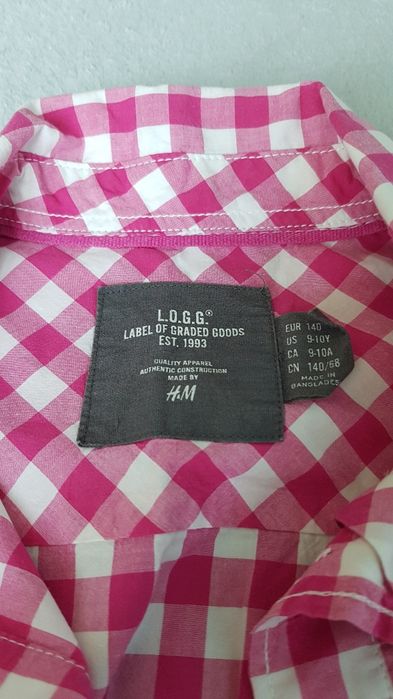 L.O.G.G.®
LABEL OF GRADED GOODS
EST. 1993
QUALITY APPAREL
AUTHENTIC CONSTRUCTION
MADE BY
H&M
EUR 140
US 9-10Y
CA 9-10A
CN 140/68
MADE IN
BANGLADESH